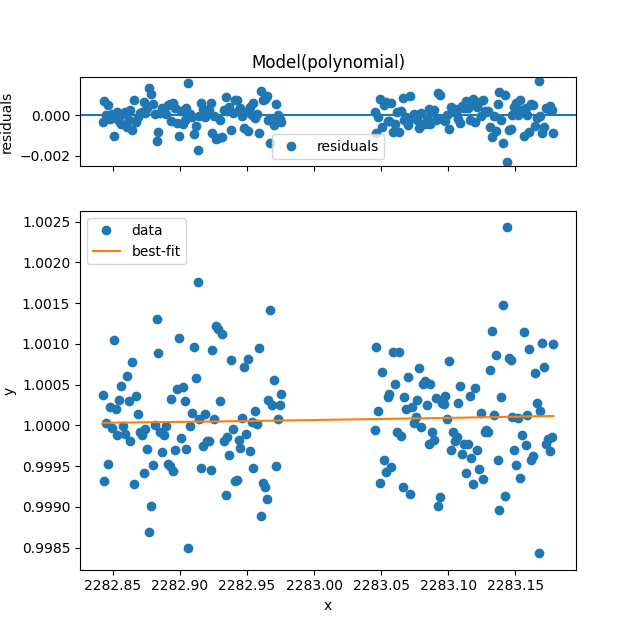 Model(polynomial)
residuals
0.000
−0.002
residuals
y
1.0025
1.0020
1.0015
1.0010
1.0005
1.0000
0.9995
0.9990
0.9985
data
best-fit
2282.85 2282.90 2282.95 2283.00 2283.05 2283.10 2283.15
x